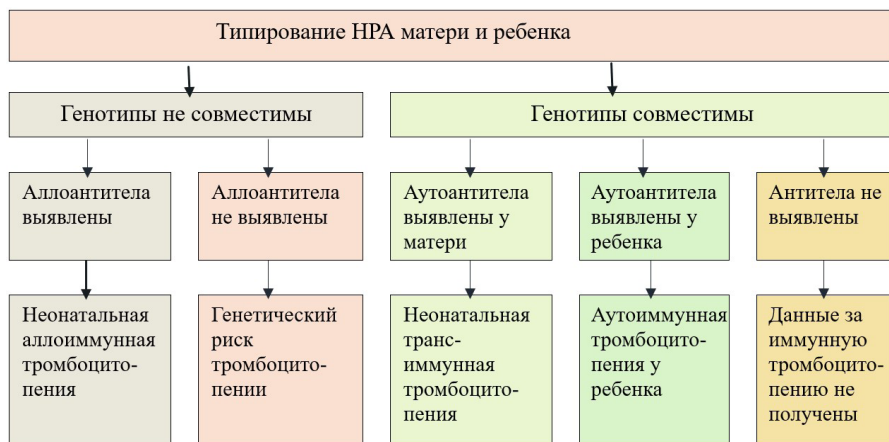 Типирование НРА матери и ребенка
Генотипы не совместимы
Генотипы совместимы
Аллоантитела
выявлены
Аллоантитела
не выявлены
Аутоантитела
выявлены у
матери
Аутоантитела
выявлены у
ребенка
Антитела не
выявлены
Неонатальная
аллоиммунная
тромбоцито-
пения
Генетический
риск
тромбоцито-
пении
Неонатальная
транс-
иммунная
тромбоцито-
пения
Аутоиммунная
тромбоцито-
пения у
ребенка
Данные за
иммунную
тромбоцито-
пению не
получены